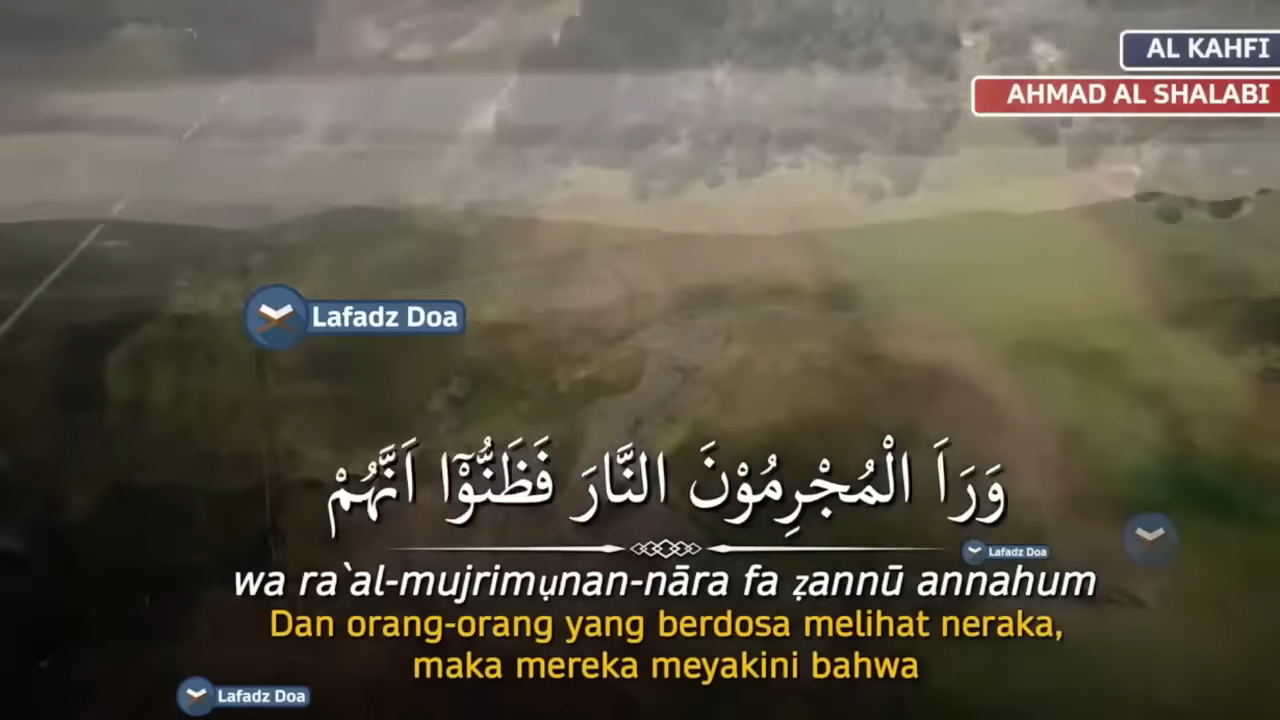 AL KAHFI
AHMAD AL SHALABI
Lafadz Doa
وَرَاَ الْمُجْرِمُوْنَ النَّارَ فَظَنُّوْٓا اَنَّهُمْ
Lafadz Doa
wa ra`al-mujrimụnan-nāra fa ẓannū annahum
Dan orang-orang yang berdosa melihat neraka,
maka mereka meyakini bahwa
Lafadz Doa